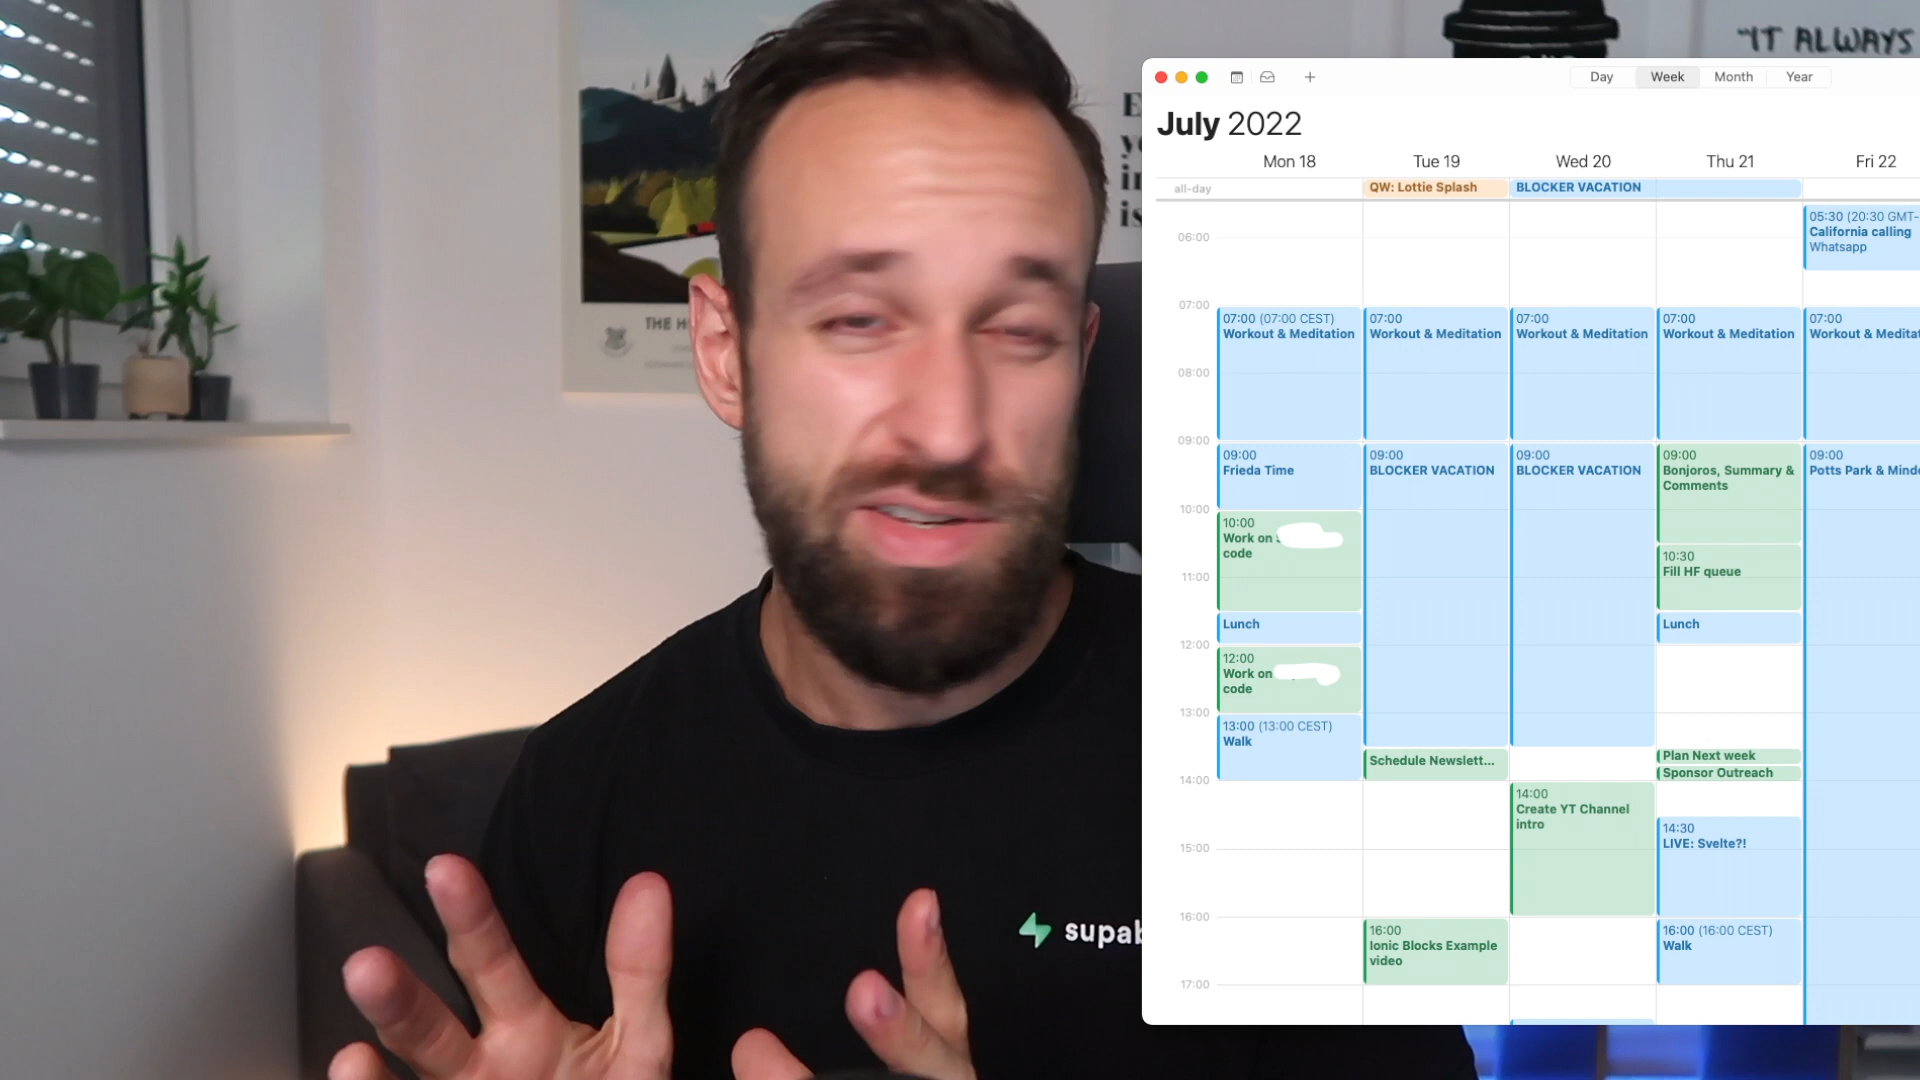 "IT ALWAYS
THE H
supab
Day Week Month Year
July 2022
Mon 18 Tue 19 Wed 20 Thu 21 Fri 22
all-day
QW: Lottie Splash
BLOCKER VACATION
06:00
07:00
08:00
09:00
10:00
11:00
12:00
13:00
14:00
15:00
16:00
17:00
07:00 (07:00 CEST)
Workout & Meditation
09:00
Frieda Time
10:00
Work on
code
Lunch
12:00
Work on
code
13:00 (13:00 CEST)
Walk
07:00
Workout & Meditation
09:00
BLOCKER VACATION
Schedule Newslett...
16:00
Ionic Blocks Example
video
07:00
Workout & Meditation
09:00
BLOCKER VACATION
14:00
Create YT Channel
intro
07:00
Workout & Meditation
09:00
Bonjoros, Summary &
Comments
10:30
Fill HF queue
Lunch
Plan Next week
Sponsor Outreach
14:30
LIVE: Svelte?!
16:00 (16:00 CEST)
Walk
05:30 (20:30 GMT-
California calling
Whatsapp
07:00
Workout & Meditat
09:00
Potts Park & Mind